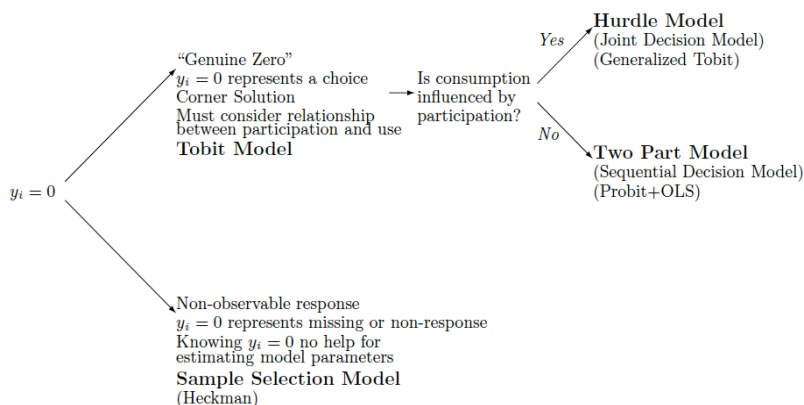 y_i = 0
“Genuine Zero”
y_i = 0 represents a choice
Corner Solution
Must consider relationship
between participation and use
Tobit Model
Is consumption
influenced by
participation?
Yes
No
Hurdle Model
(Joint Decision Model)
(Generalized Tobit)
Two Part Model
(Sequential Decision Model)
(Probit+OLS)
Non-observable response
y_i = 0 represents missing or non-response
Knowing y_i = 0 no help for
estimating model parameters
Sample Selection Model
(Heckman)